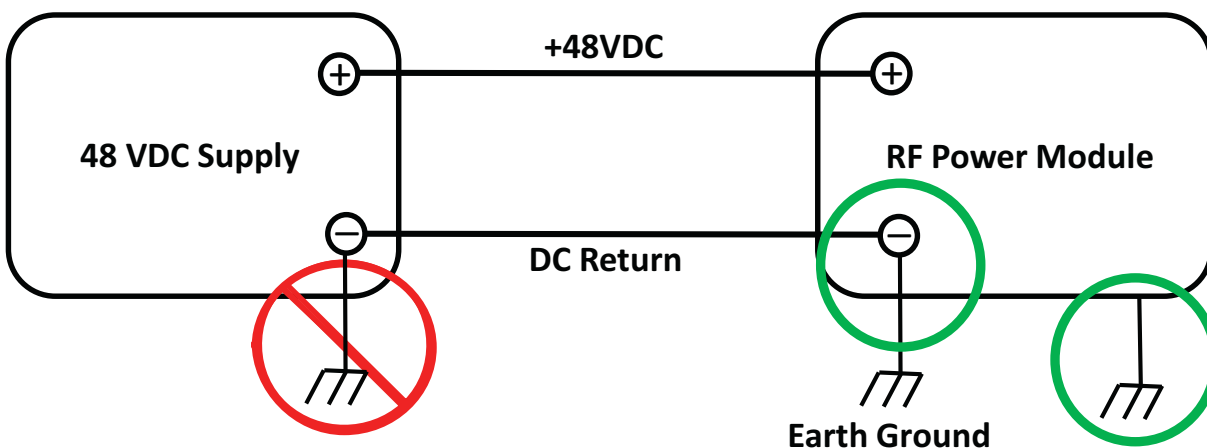 +48VDC
48 VDC Supply
RF Power Module
DC Return
Earth Ground